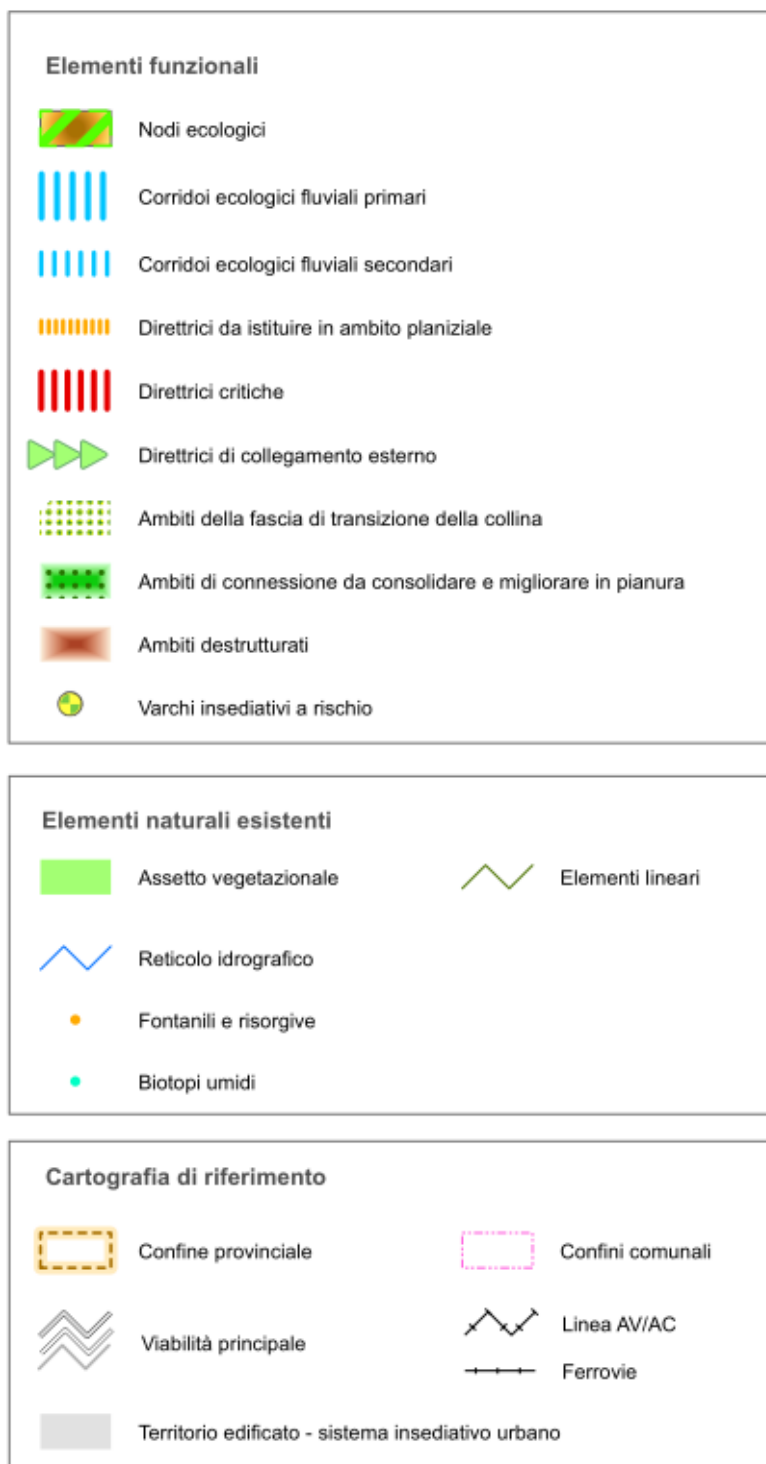 Elementi funzionali
Nodi ecologici
Corridoi ecologici fluviali primari
Corridoi ecologici fluviali secondari
Direttrici da istituire in ambito planiziale
Direttrici critiche
Direttrici di collegamento esterno
Ambiti della fascia di transizione della collina
Ambiti di connessione da consolidare e migliorare in pianura
Ambiti destrutturati
Varchi insediativi a rischio
Elementi naturali esistenti
Assetto vegetazionale
Elementi lineari
Reticolo idrografico
Fontanili e risorgive
Biotopi umidi
Cartografia di riferimento
Confine provinciale
Confini comunali
Viabilità principale
Linea AV/AC
Ferrovie
Territorio edificato - sistema insediativo urbano